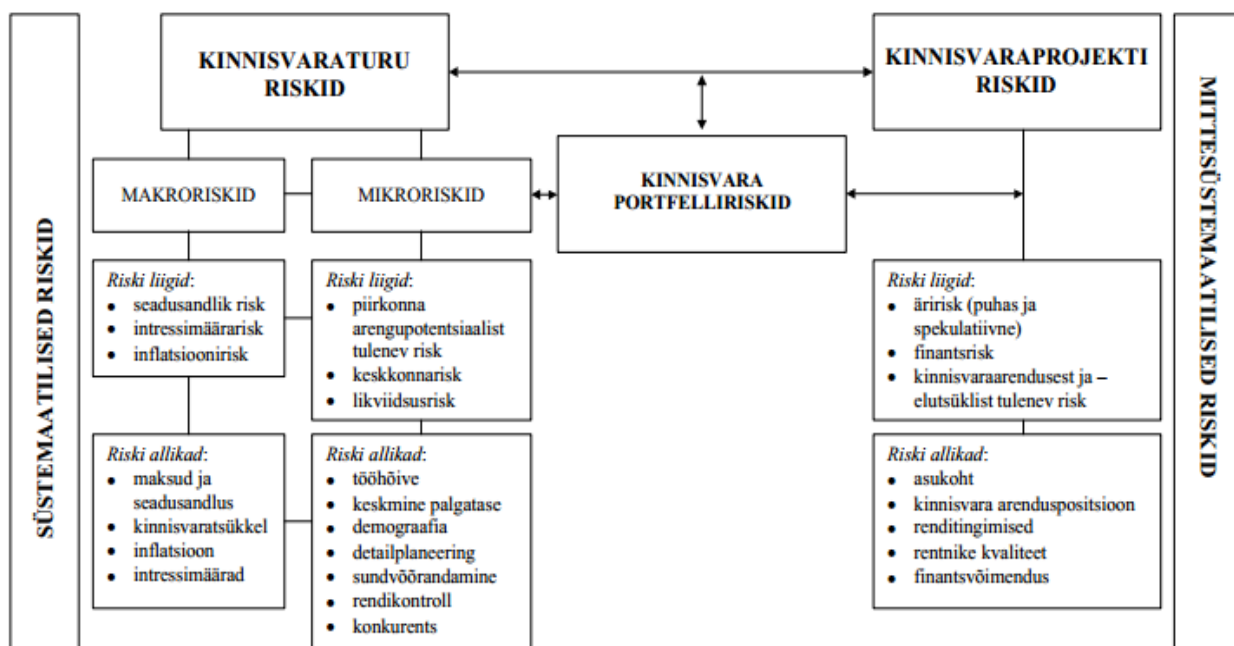 SÜSTEMAATILISED RISKID
KINNISVARATURU
RISKID
KINNISVARAPROJEKTI
RISKID
MITTESÜSTEMAATILISED RISKID
MAKRORISKID
MIKRORISKID
KINNISVARA
PORTFELLIRISKID
Riski liigid:
• seadusandlik risk
• intressimäärarisk
• inflatsioonirisk
Riski liigid:
• piirkonna
arengupotentsiaalist
tulenev risk
• keskkonnarisk
• likviidsusrisk
Riski liigid:
• äririsk (puhas ja
spekulatiivne)
• finantsrisk
• kinnisvaraarendusest ja –
elutsüklist tulenev risk
Riski allikad:
• maksud ja
seadusandlus
• kinnisvaratsükkel
• inflatsioon
• intressimäärad
Riski allikad:
• tööhõive
• keskmine palgatase
• demograafia
• detailplaneering
• sundvõõrandamine
• rendikontroll
• konkurents
Riski allikad:
• asukoht
• kinnisvara arenduspositsioon
• renditingimised
• rentnike kvaliteet
• finantsvõimendus